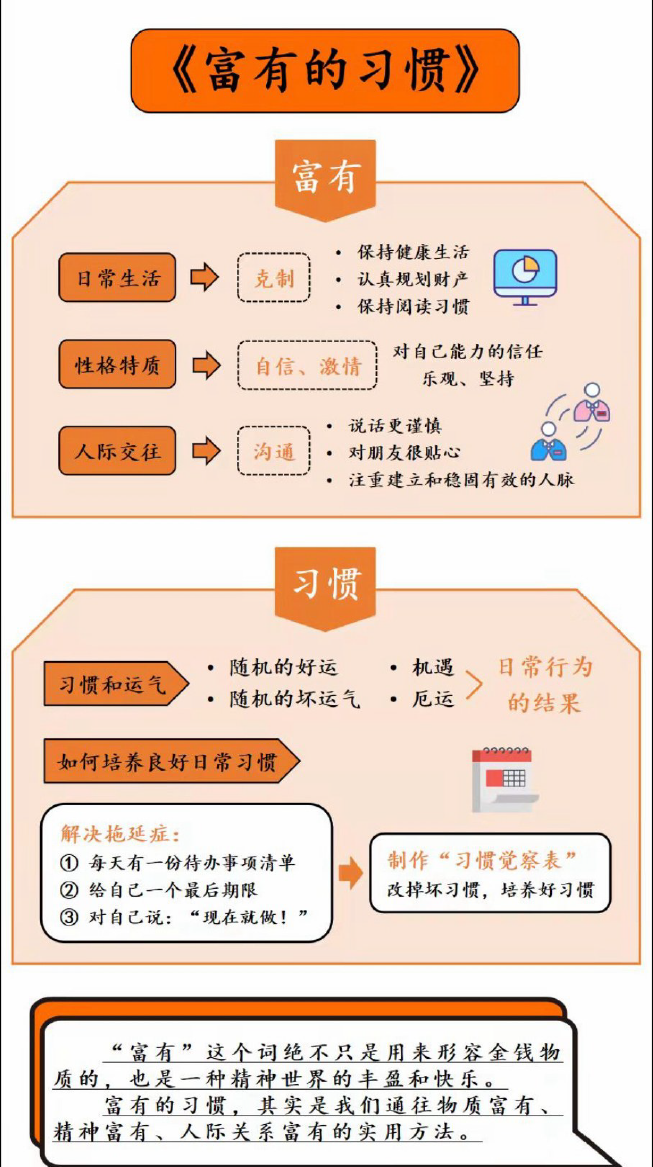 《富有的习惯》
富有
日常生活
克制
• 保持健康生活
• 认真规划财产
• 保持阅读习惯
性格特质
自信、激情
对自己能力的信任
乐观、坚持
人际交往
沟通
• 说话更谨慎
• 对朋友很贴心
• 注重建立和稳固有效的人脉
习惯
习惯和运气
• 随机的好运
• 随机的坏运气
• 机遇
• 厄运
日常行为
的结果
如何培养良好日常习惯
解决拖延症：
① 每天有一份待办事项清单
② 给自己一个最后期限
③ 对自己说：“现在就做！”
制作“习惯觉察表”
改掉坏习惯，培养好习惯
“富有”这个词绝不只是用来形容金钱物
质的，也是一种精神世界的丰盈和快乐。
富有的习惯，其实是我们通往物质富有、
精神富有、人际关系富有的实用方法。